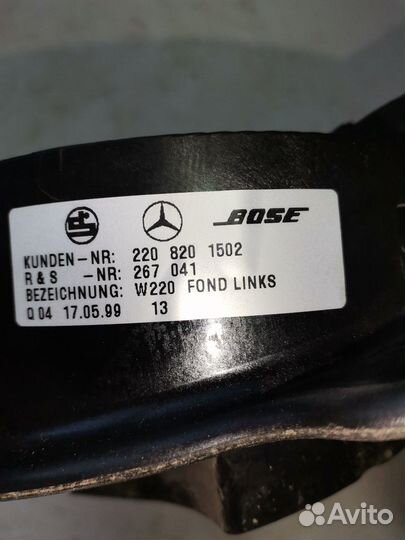 BOSE
KUNDEN-NR: 220 820 1502
R & S -NR: 267 041
BEZEICHNUNG: W220 FOND LINKS
Q 04 17.05.99 13
Avito